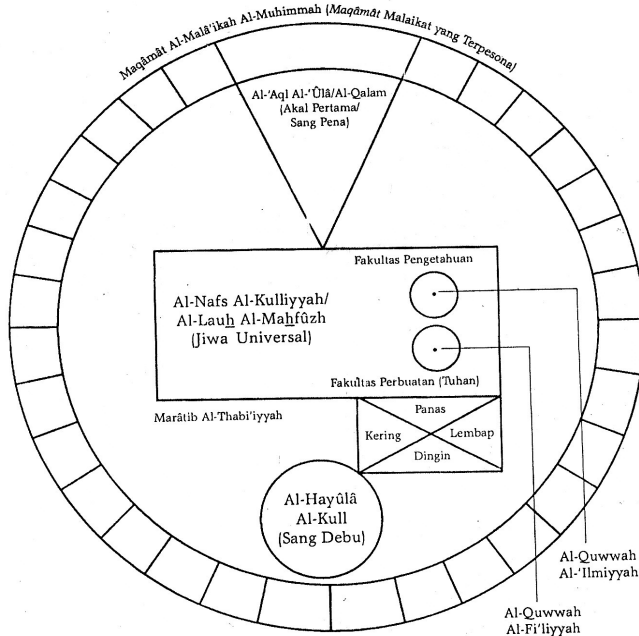 Maqâmât Al-Malâ'ikah Al-Muhimmah (Maqâmât Malaikat yang Terpesona)
Al-'Aql Al-'Ûlâ/Al-Qalam
(Akal Pertama/
Sang Pena)
Fakultas Pengetahuan
Al-Nafs Al-Kulliyyah/
Al-Lauh Al-Mahfûzh
(Jiwa Universal)
Fakultas Perbuatan (Tuhan)
Marâtib Al-Thabi'iyyah
Panas
Kering
Lembap
Dingin
Al-Hayûlâ
Al-Kull
(Sang Debu)
Al-Quwwah
Al-'Ilmiyyah
Al-Quwwah
Al-Fi'liyyah